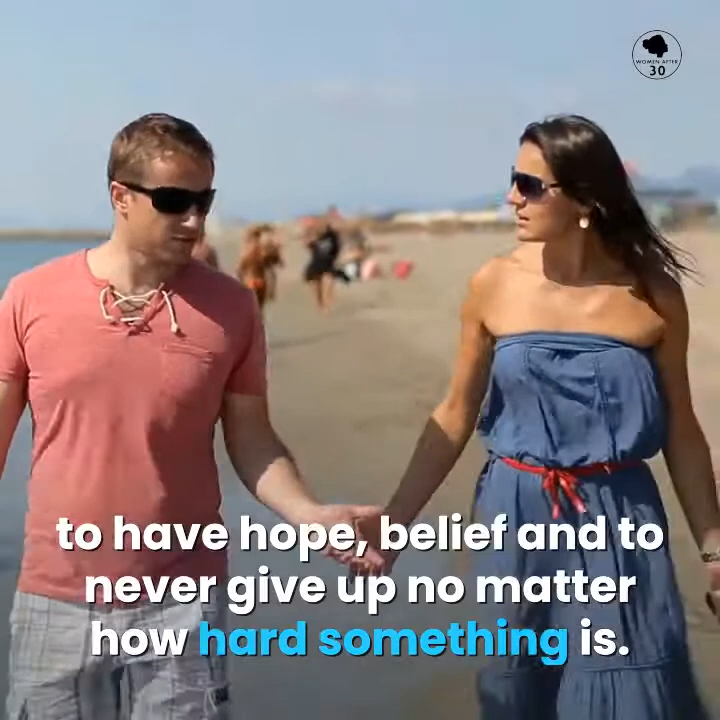 WOMEN AFTER
30
to have hope, belief and to
never give up no matter
how hard something is.